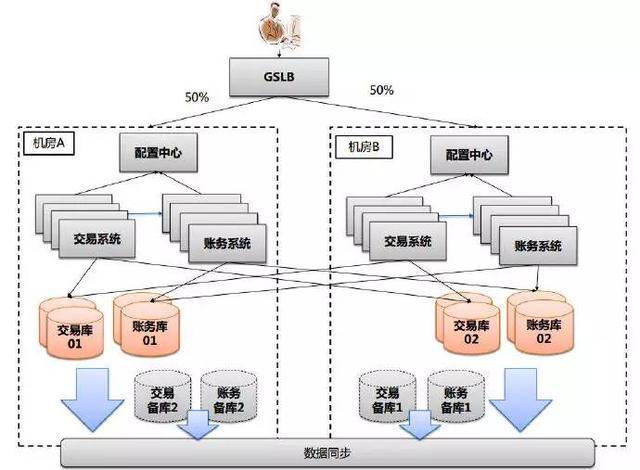 GSLB
50%
50%
机房A
机房B
配置中心
配置中心
交易系统
账务系统
交易系统
账务系统
交易库
01
账务库
01
交易库
02
账务库
02
交易
备库2
账务
备库2
交易
备库1
账务
备库1
数据同步